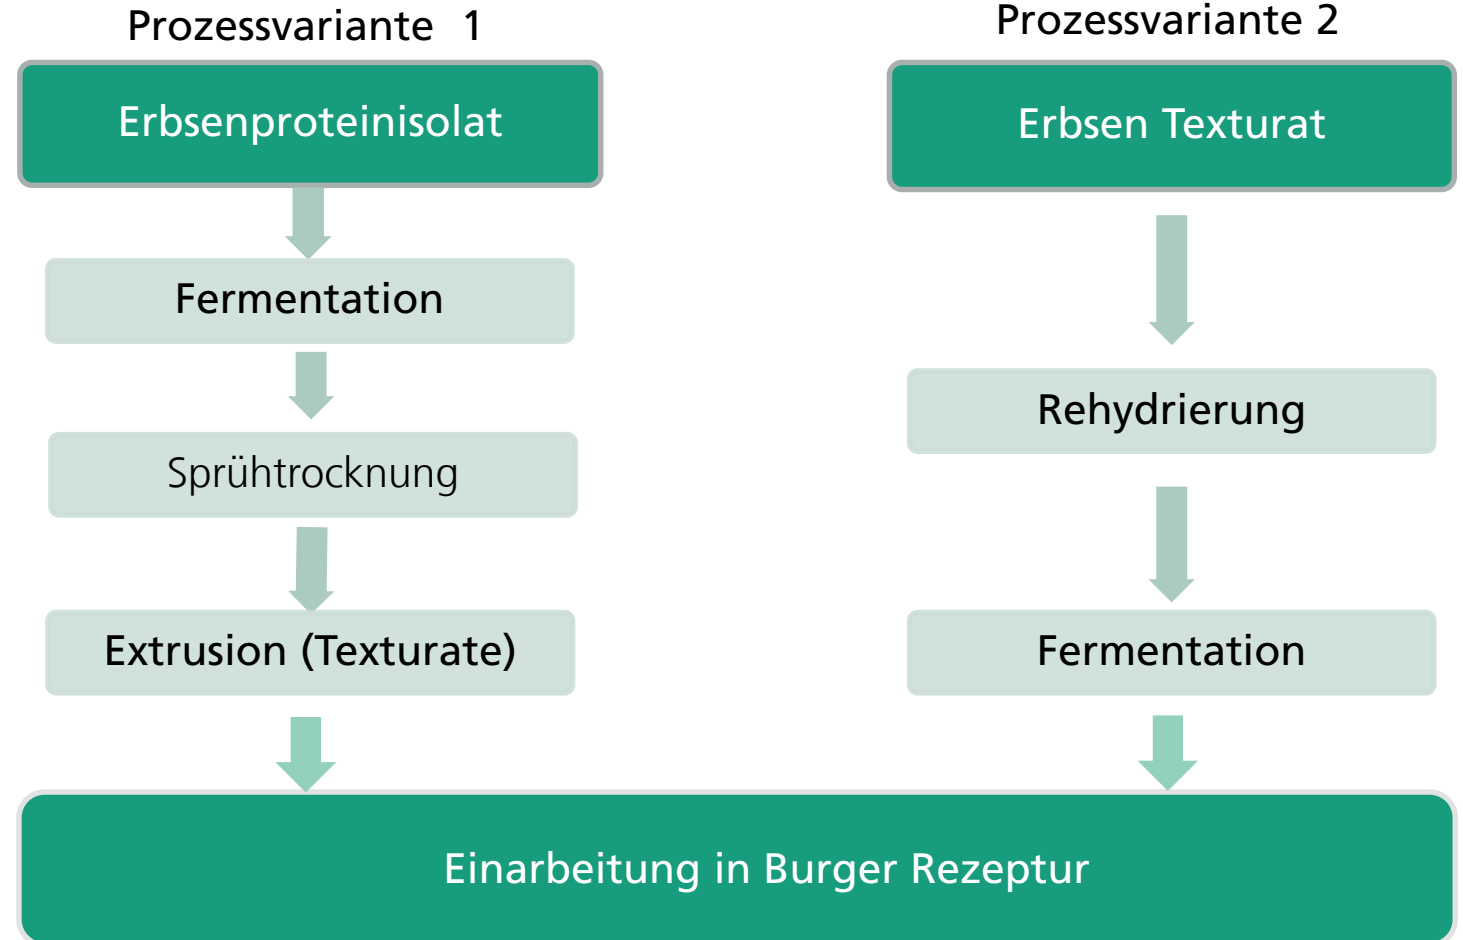 Prozessvariante 1
Erbsenproteinisolat
Fermentation
Sprühtrocknung
Extrusion (Texturate)
Prozessvariante 2
Erbsen Texturat
Rehydrierung
Fermentation
Einarbeitung in Burger Rezeptur